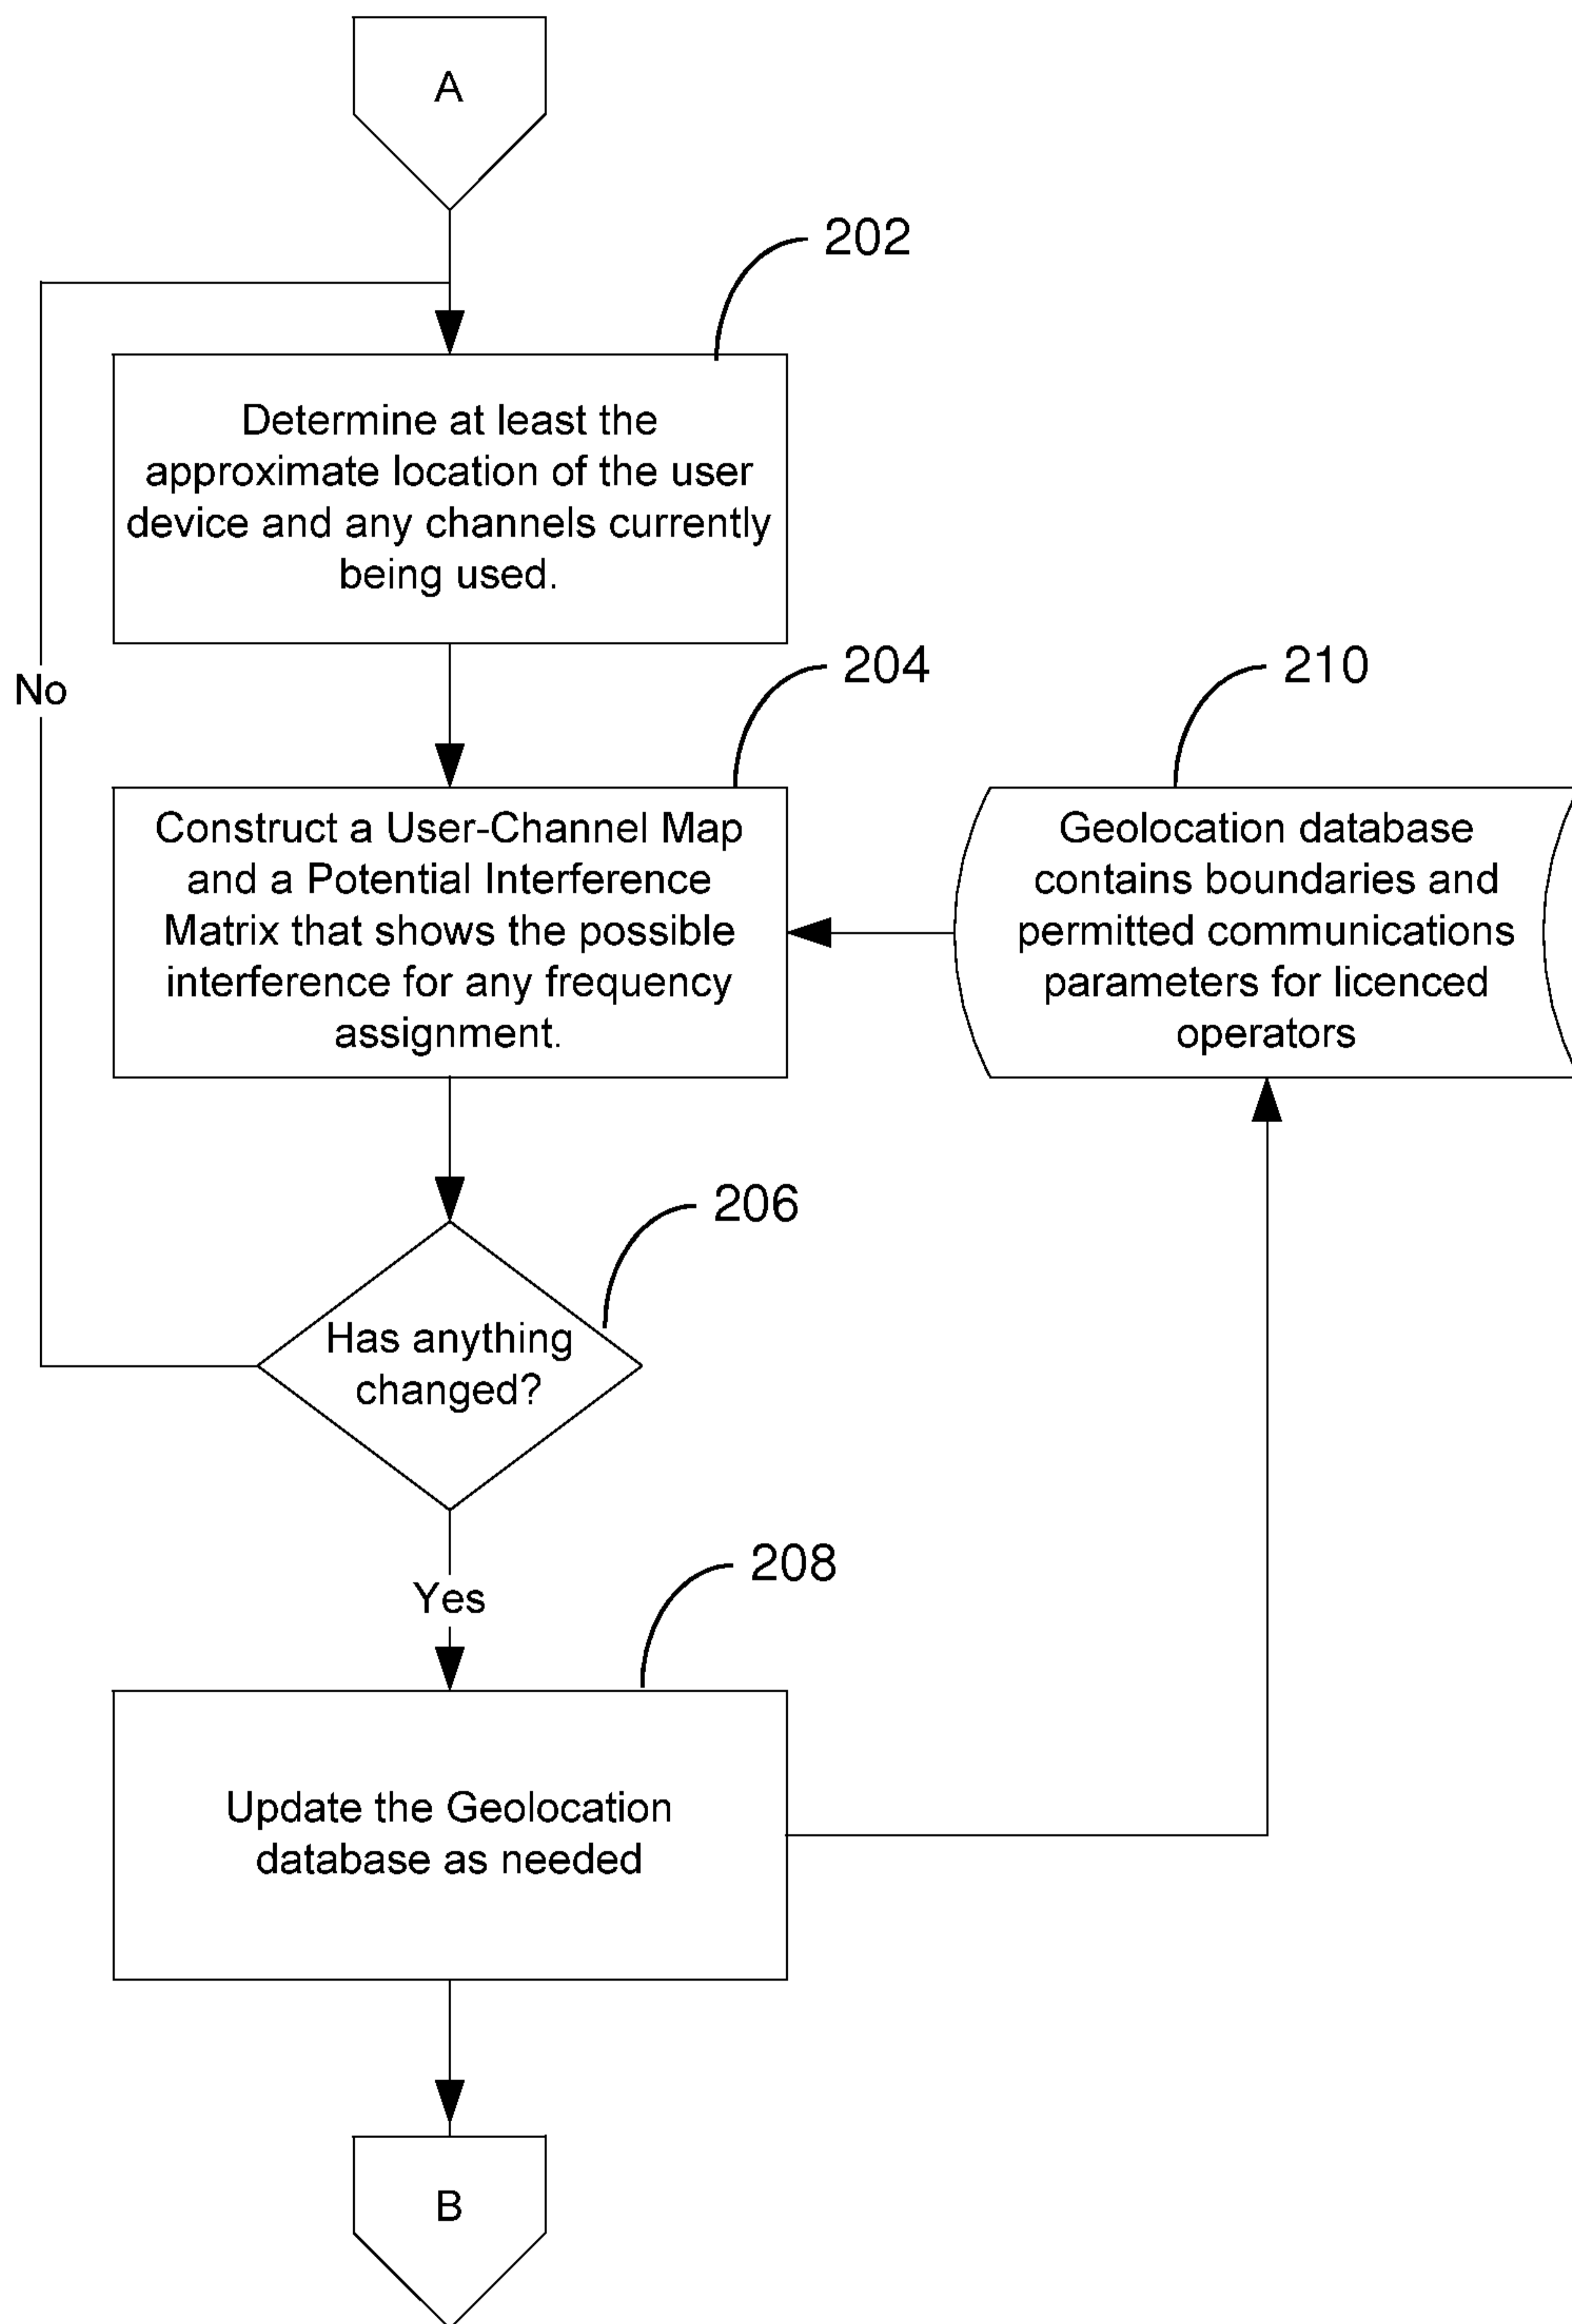 A
202
Determine at least the
approximate location of the user
device and any channels currently
being used.
No
204
210
Construct a User-Channel Map
and a Potential Interference
Matrix that shows the possible
interference for any frequency
assignment.
Geolocation database
contains boundaries and
permitted communications
parameters for licenced
operators
206
Has anything
changed?
208
Yes
Update the Geolocation
database as needed
B